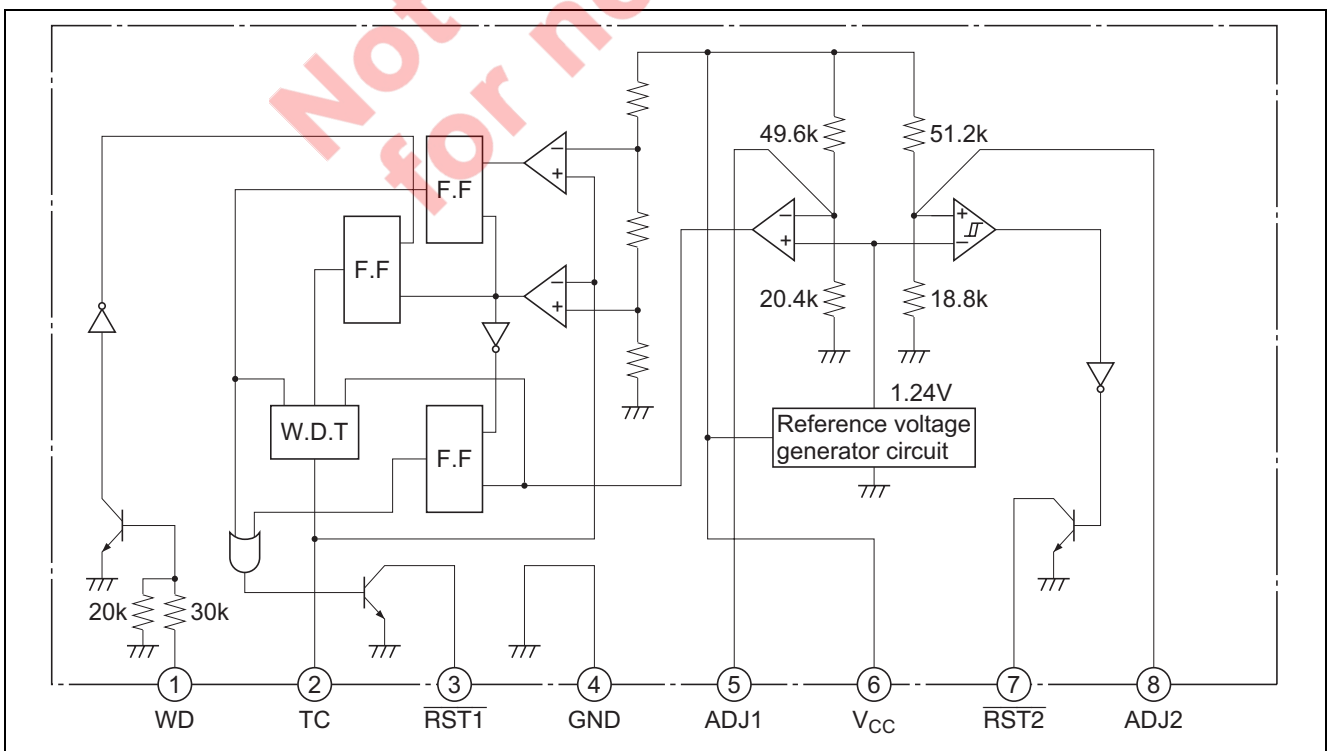 Not
for n
49.6k
51.2k
F.F
+
-
F.F
20.4k
18.8k
1.24V
Reference voltage
generator circuit
W.D.T
F.F
20k
30k
1
2
3
4
5
6
7
8
WD
TC
RST1
GND
ADJ1
VCC
RST2
ADJ2